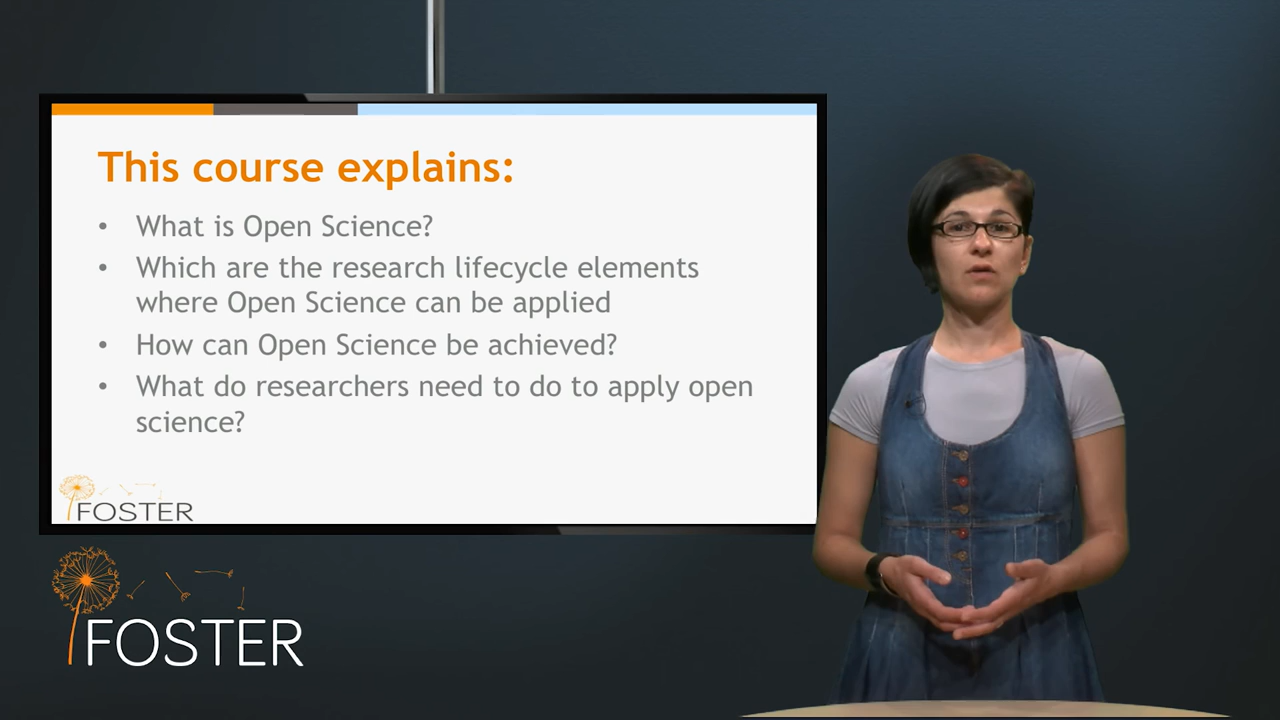 This course explains:
• What is Open Science?
• Which are the research lifecycle elements
where Open Science can be applied
• How can Open Science be achieved?
• What do researchers need to do to apply open
science?
FOSTER
FOSTER